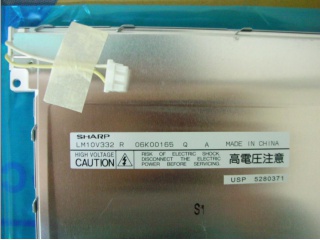 SHARP
LM10V332 R 06K00165 Q A MADE IN CHINA
HIGH VOLTAGE
CAUTION
RISK OF ELECTRIC SHOCK.
DISCONNECT THE ELECTRIC
POWER BEFORE SERVICING
高電圧注意
USP 5280371
S1